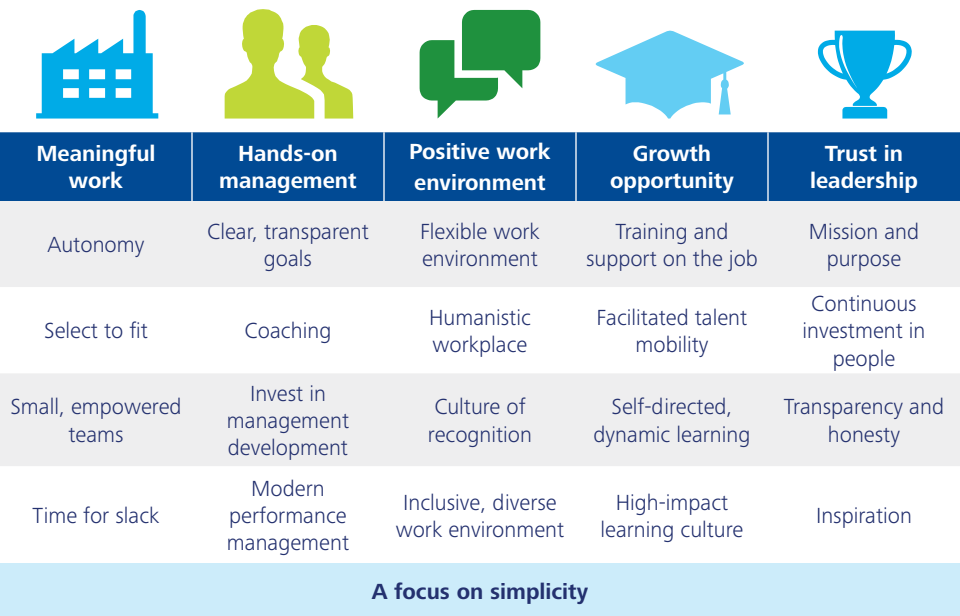 Meaningful
work
Hands-on
management
Positive work
environment
Growth
opportunity
Trust in
leadership
Autonomy
Clear, transparent
goals
Flexible work
environment
Training and
support on the job
Mission and
purpose
Select to fit
Coaching
Humanistic
workplace
Facilitated talent
mobility
Continuous
investment in
people
Small, empowered
teams
Invest in
management
development
Culture of
recognition
Self-directed,
dynamic learning
Transparency and
honesty
Time for slack
Modern
performance
management
Inclusive, diverse
work environment
High-impact
learning culture
Inspiration
A focus on simplicity